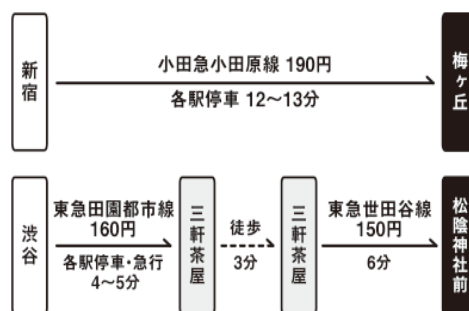 新宿
小田急小田原線 190円
各駅停車 12〜13分
梅ヶ丘
渋谷
東急田園都市線
160円
各駅停車・急行
4〜5分
三軒茶屋
徒歩
3分
三軒茶屋
東急世田谷線
150円
6分
松陰神社前